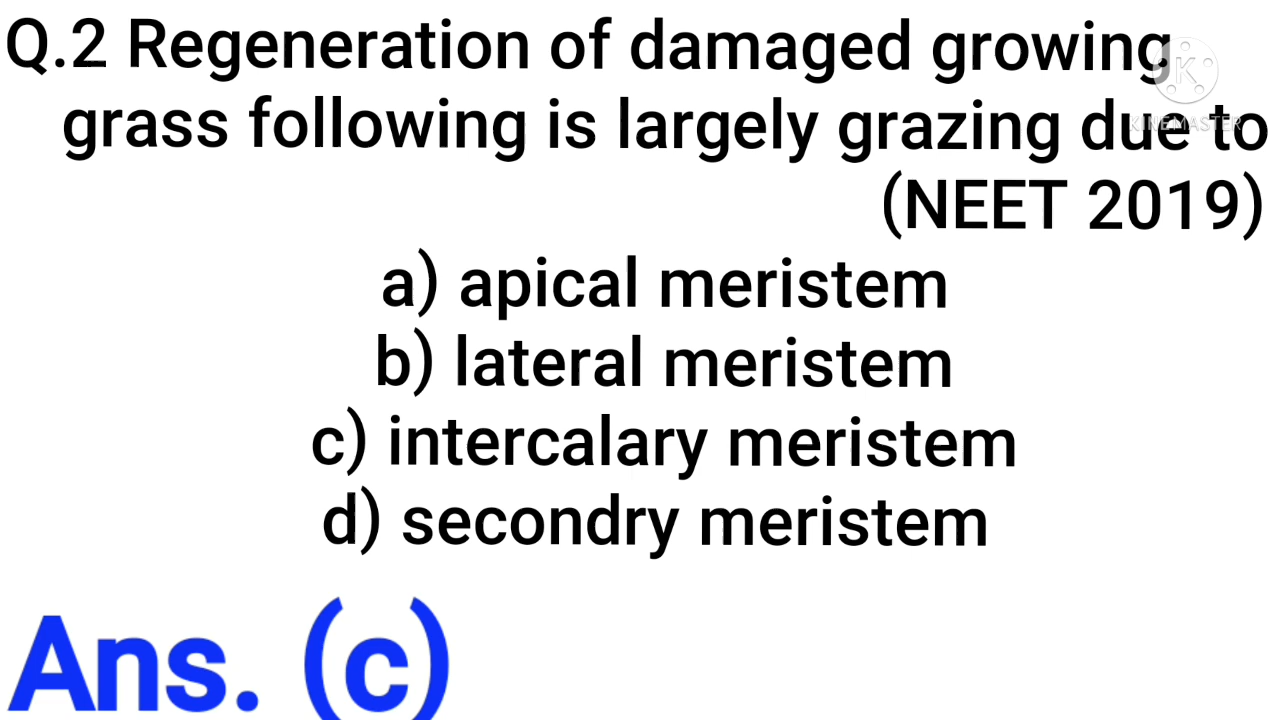 Q.2 Regeneration of damaged growing
grass following is largely grazing due to
(NEET 2019)
a) apical meristem
b) lateral meristem
c) intercalary meristem
d) secondry meristem
Ans. (c)
K
KINEMASTER